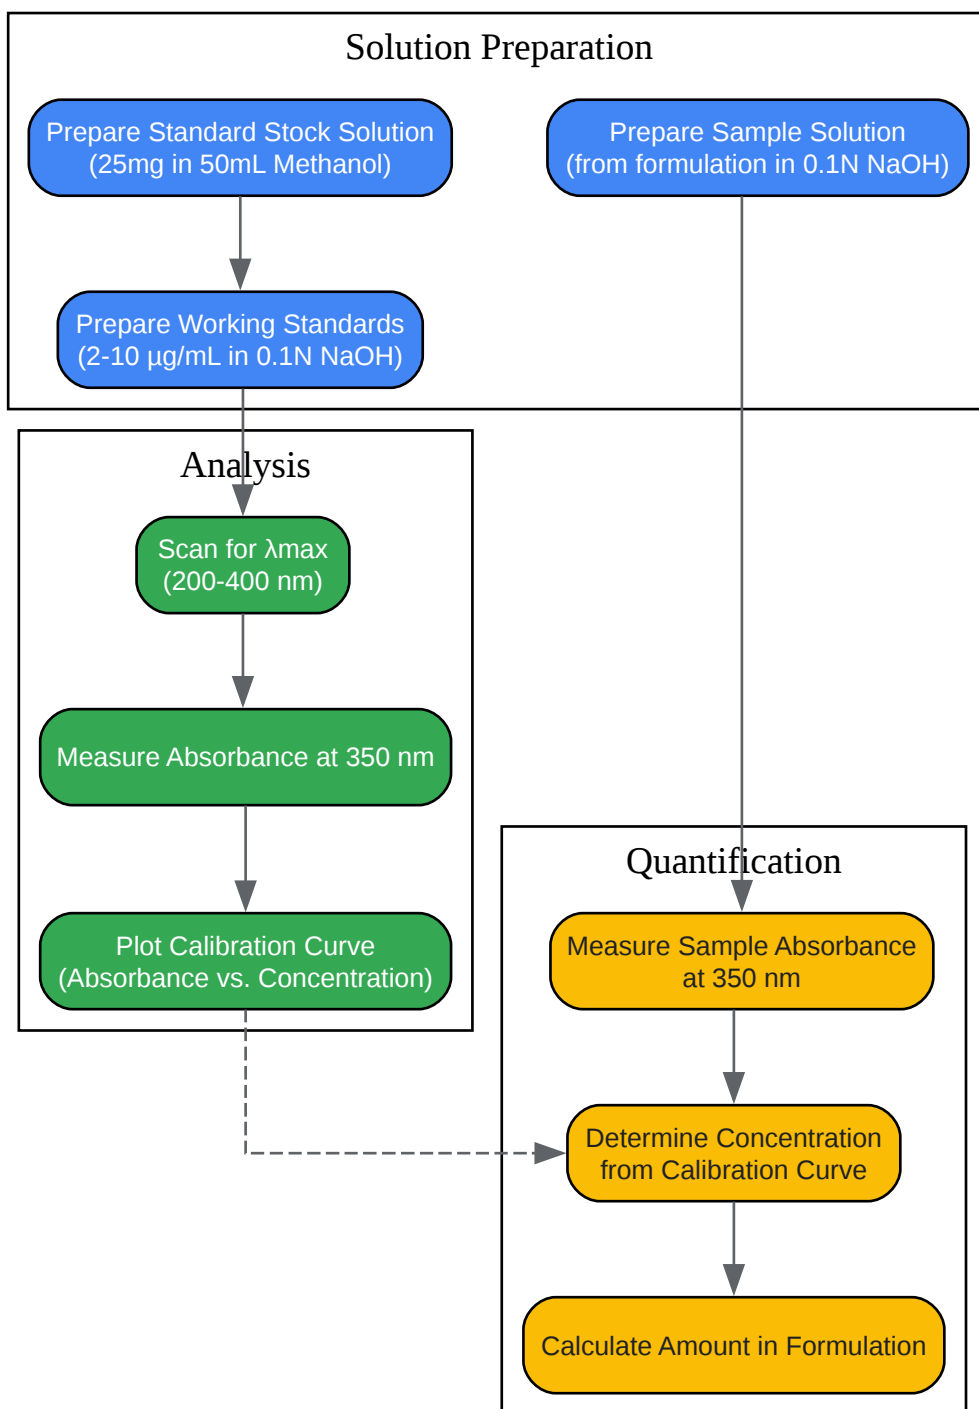 Solution Preparation
Prepare Standard Stock Solution
(25mg in 50mL Methanol)
Prepare Sample Solution
(from formulation in 0.1N NaOH)
Prepare Working Standards
(2-10 µg/mL in 0.1N NaOH)
Analysis
Scan for λmax
(200-400 nm)
Measure Absorbance at 350 nm
Plot Calibration Curve
(Absorbance vs. Concentration)
Quantification
Measure Sample Absorbance
at 350 nm
Determine Concentration
from Calibration Curve
Calculate Amount in Formulation